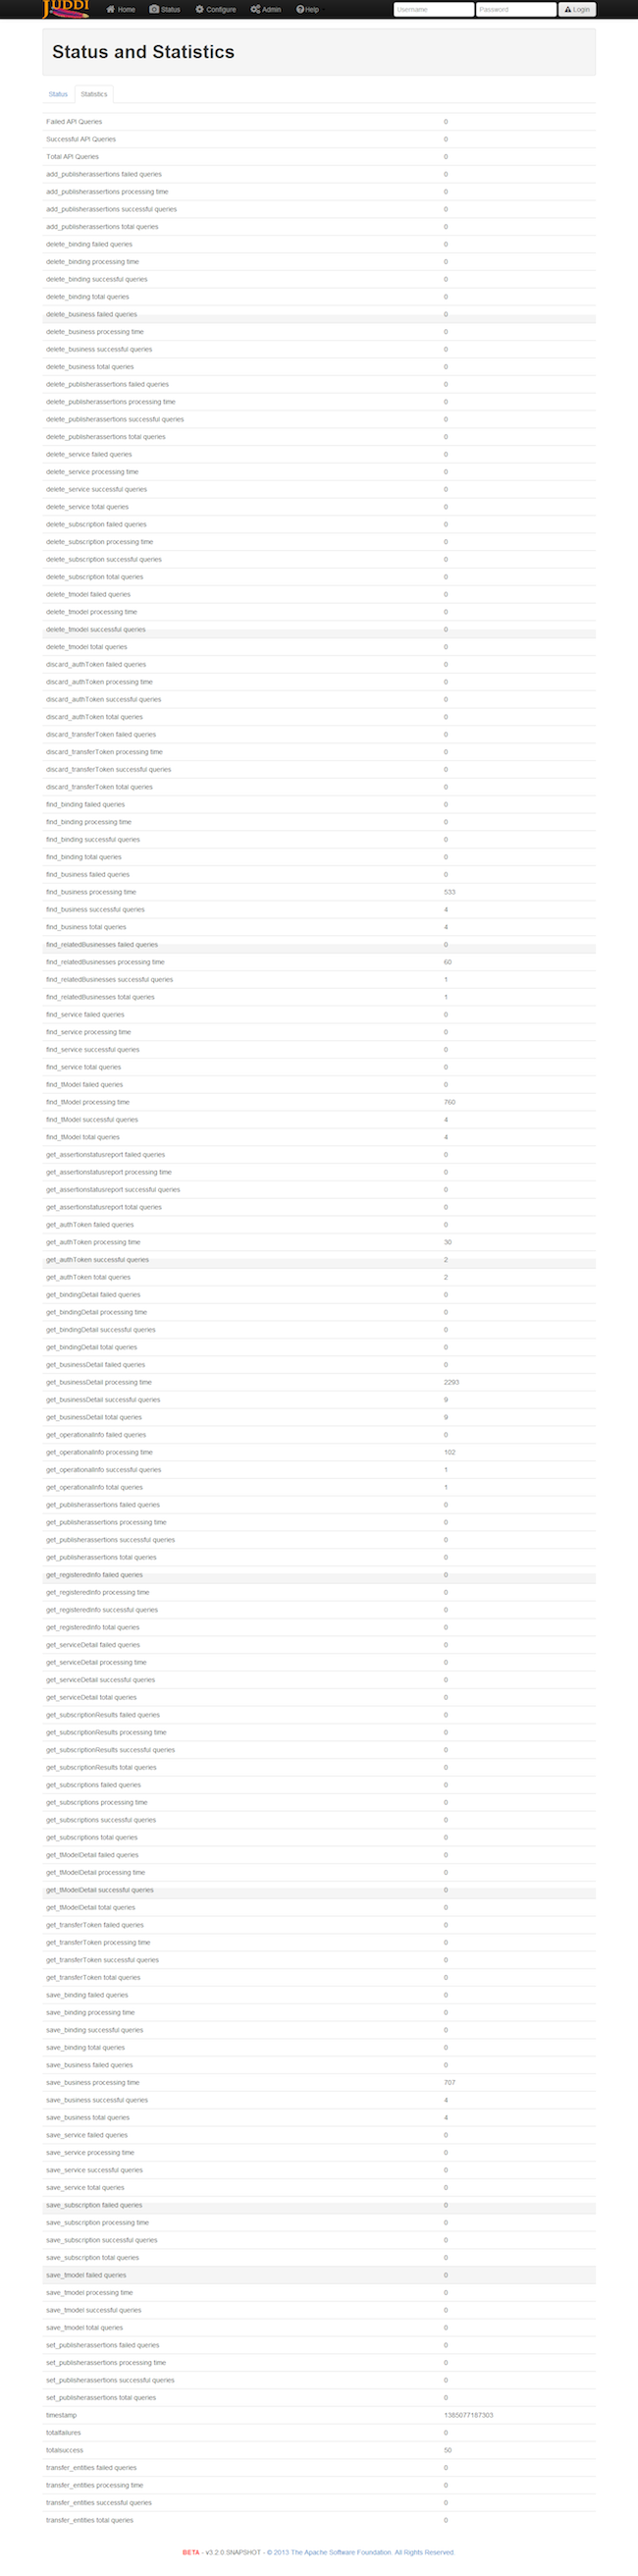 jUDDI Home Status Configure Admin Help Username Password Login
Status and Statistics
Status Statistics
Failed API Queries 0
Successful API Queries 0
Total API Queries 0
add_publisherassertions failed queries 0
add_publisherassertions processing time 0
add_publisherassertions successful queries 0
add_publisherassertions total queries 0
delete_binding failed queries 0
delete_binding processing time 0
delete_binding successful queries 0
delete_binding total queries 0
delete_business failed queries 0
delete_business processing time 0
delete_business successful queries 0
delete_business total queries 0
delete_publisherassertions failed queries 0
delete_publisherassertions processing time 0
delete_publisherassertions successful queries 0
delete_publisherassertions total queries 0
delete_service failed queries 0
delete_service processing time 0
delete_service successful queries 0
delete_service total queries 0
delete_subscription failed queries 0
delete_subscription processing time 0
delete_subscription successful queries 0
delete_subscription total queries 0
delete_tmodel failed queries 0
delete_tmodel processing time 0
delete_tmodel successful queries 0
delete_tmodel total queries 0
discard_authToken failed queries 0
discard_authToken processing time 0
discard_authToken successful queries 0
discard_authToken total queries 0
discard_transferToken failed queries 0
discard_transferToken processing time 0
discard_transferToken successful queries 0
discard_transferToken total queries 0
find_binding failed queries 0
find_binding processing time 0
find_binding successful queries 0
find_binding total queries 0
find_business failed queries 0
find_business processing time 533
find_business successful queries 4
find_business total queries 4
find_relatedBusinesses failed queries 0
find_relatedBusinesses processing time 60
find_relatedBusinesses successful queries 1
find_relatedBusinesses total queries 1
find_service failed queries 0
find_service processing time 0
find_service successful queries 0
find_service total queries 0
find_tModel failed queries 0
find_tModel processing time 760
find_tModel successful queries 4
find_tModel total queries 4
get_assertionstatusreport failed queries 0
get_assertionstatusreport processing time 0
get_assertionstatusreport successful queries 0
get_assertionstatusreport total queries 0
get_authToken failed queries 0
get_authToken processing time 30
get_authToken successful queries 2
get_authToken total queries 2
get_bindingDetail failed queries 0
get_bindingDetail processing time 0
get_bindingDetail successful queries 0
get_bindingDetail total queries 0
get_businessDetail failed queries 0
get_businessDetail processing time 2293
get_businessDetail successful queries 9
get_businessDetail total queries 9
get_operationalInfo failed queries 0
get_operationalInfo processing time 102
get_operationalInfo successful queries 1
get_operationalInfo total queries 1
get_publisherassertions failed queries 0
get_publisherassertions processing time 0
get_publisherassertions successful queries 0
get_publisherassertions total queries 0
get_registeredInfo failed queries 0
get_registeredInfo processing time 0
get_registeredInfo successful queries 0
get_registeredInfo total queries 0
get_serviceDetail failed queries 0
get_serviceDetail processing time 0
get_serviceDetail successful queries 0
get_serviceDetail total queries 0
get_subscriptionResults failed queries 0
get_subscriptionResults processing time 0
get_subscriptionResults successful queries 0
get_subscriptionResults total queries 0
get_subscriptions failed queries 0
get_subscriptions processing time 0
get_subscriptions successful queries 0
get_subscriptions total queries 0
get_tModelDetail failed queries 0
get_tModelDetail processing time 0
get_tModelDetail successful queries 0
get_tModelDetail total queries 0
get_transferToken failed queries 0
get_transferToken processing time 0
get_transferToken successful queries 0
get_transferToken total queries 0
save_binding failed queries 0
save_binding processing time 0
save_binding successful queries 0
save_binding total queries 0
save_business failed queries 0
save_business processing time 707
save_business successful queries 4
save_business total queries 4
save_service failed queries 0
save_service processing time 0
save_service successful queries 0
save_service total queries 0
save_subscription failed queries 0
save_subscription processing time 0
save_subscription successful queries 0
save_subscription total queries 0
save_tmodel failed queries 0
save_tmodel processing time 0
save_tmodel successful queries 0
save_tmodel total queries 0
set_publisherassertions failed queries 0
set_publisherassertions processing time 0
set_publisherassertions successful queries 0
set_publisherassertions total queries 0
timestamp 1385077187303
totalfailures 0
totalsuccess 50
transfer_entities failed queries 0
transfer_entities processing time 0
transfer_entities successful queries 0
transfer_entities total queries 0
BETA - v3.2.0.SNAPSHOT - © 2013 The Apache Software Foundation. All Rights Reserved